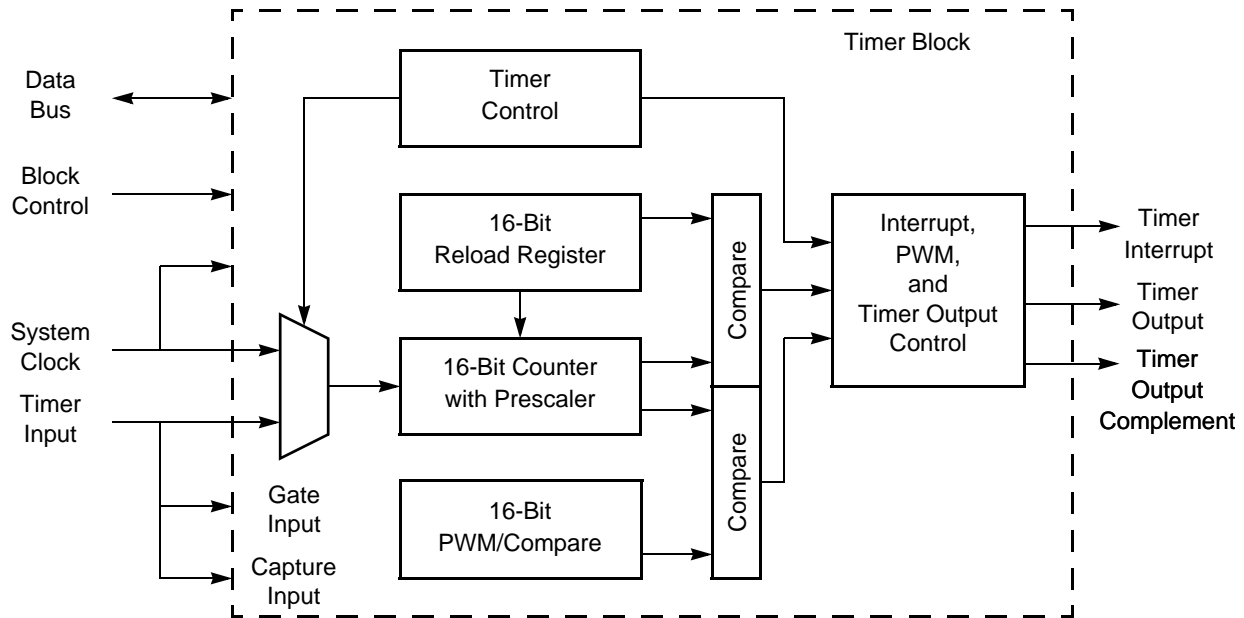 Timer Block
Data
Bus
Timer
Control
Block
Control
16-Bit
Reload Register
Compare
Interrupt,
PWM,
and
Timer Output
Control
Timer
Interrupt
Timer
Output
Timer
Output
Complement
System
Clock
16-Bit Counter
with Prescaler
Timer
Input
Gate
Input
16-Bit
PWM/Compare
Compare
Capture
Input